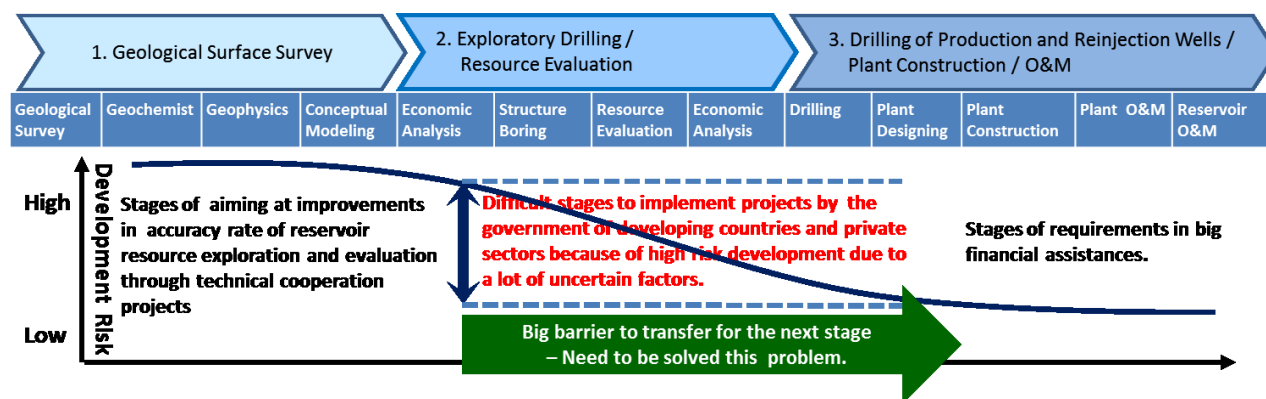 1. Geological Surface Survey
2. Exploratory Drilling /
Resource Evaluation
3. Drilling of Production and Reinjection Wells /
Plant Construction / O&M
Geological
Survey
Geochemist
Geophysics
Conceptual
Modeling
Economic
Analysis
Structure
Boring
Resource
Evaluation
Economic
Analysis
Drilling
Plant
Designing
Plant
Construction
Plant O&M
Reservoir
O&M
High
Low
Development Risk
Stages of aiming at improvements
in accuracy rate of reservoir
resource exploration and evaluation
through technical cooperation
projects
Difficult stages to implement projects by the
government of developing countries and private
sectors because of high risk development due to
a lot of uncertain factors.
Stages of requirements in big
financial assistances.
Big barrier to transfer for the next stage
– Need to be solved this problem.